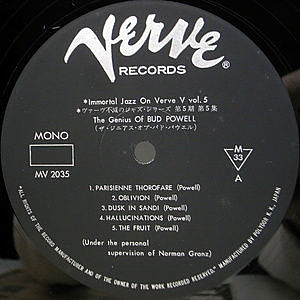 Verve
RECORDS
*Immortal Jazz On Verve V vol. 5
*ヴァーヴ不滅のジャズ・シリーズ 第5期 第5集
The Genius Of BUD POWELL
(ザ・ジニアス・オブ・バド・パウエル)
MONO
MV 2035
M
33
A
1. PARISIENNE THOROFARE (Powell)
2. OBLIVION (Powell)
3. DUSK IN SANDI (Powell)
4. HALLUCINATIONS (Powell)
5. THE FRUIT (Powell)
(Under the personal
supervision of Norman Granz)
*ALL RIGHTS OF THE RECORD MANUFACTURER AND OF THE OWNER OF THE WORK RECORDED RESERVED* MANUFACTURED BY POLYDOR K.K. JAPAN